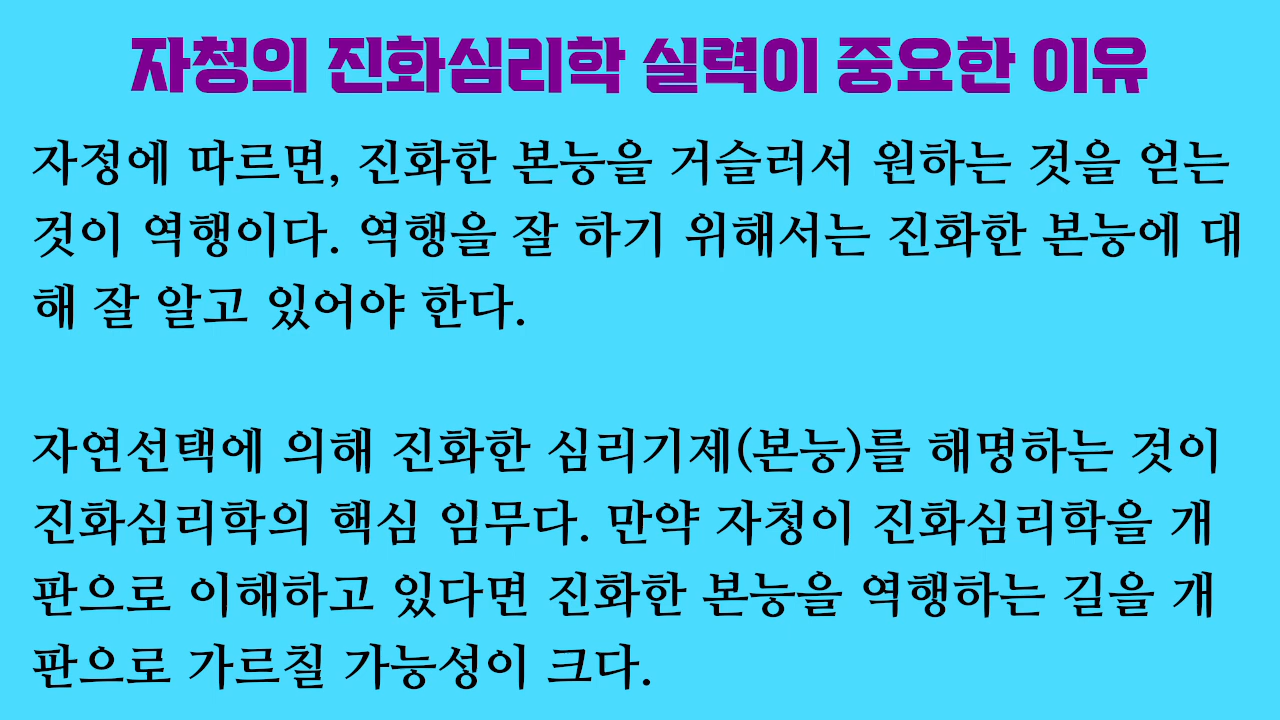 자청의 진화심리학 실력이 중요한 이유
자정에 따르면, 진화한 본능을 거슬러서 원하는 것을 얻는
것이 역행이다. 역행을 잘 하기 위해서는 진화한 본능에 대
해 잘 알고 있어야 한다.
자연선택에 의해 진화한 심리기제(본능)를 해명하는 것이
진화심리학의 핵심 임무다. 만약 자청이 진화심리학을 개
판으로 이해하고 있다면 진화한 본능을 역행하는 길을 개
판으로 가르칠 가능성이 크다.